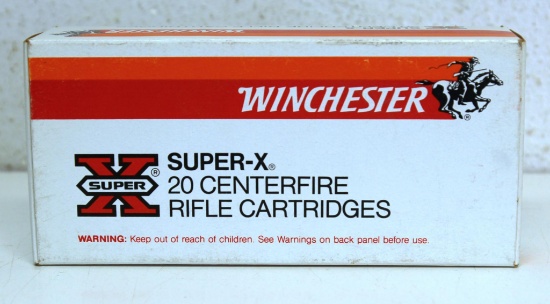 WINCHESTER
®
X SUPER ®
SUPER-X®
20 CENTERFIRE
RIFLE CARTRIDGES
WARNING: Keep out of reach of children. See Warnings on back panel before use.